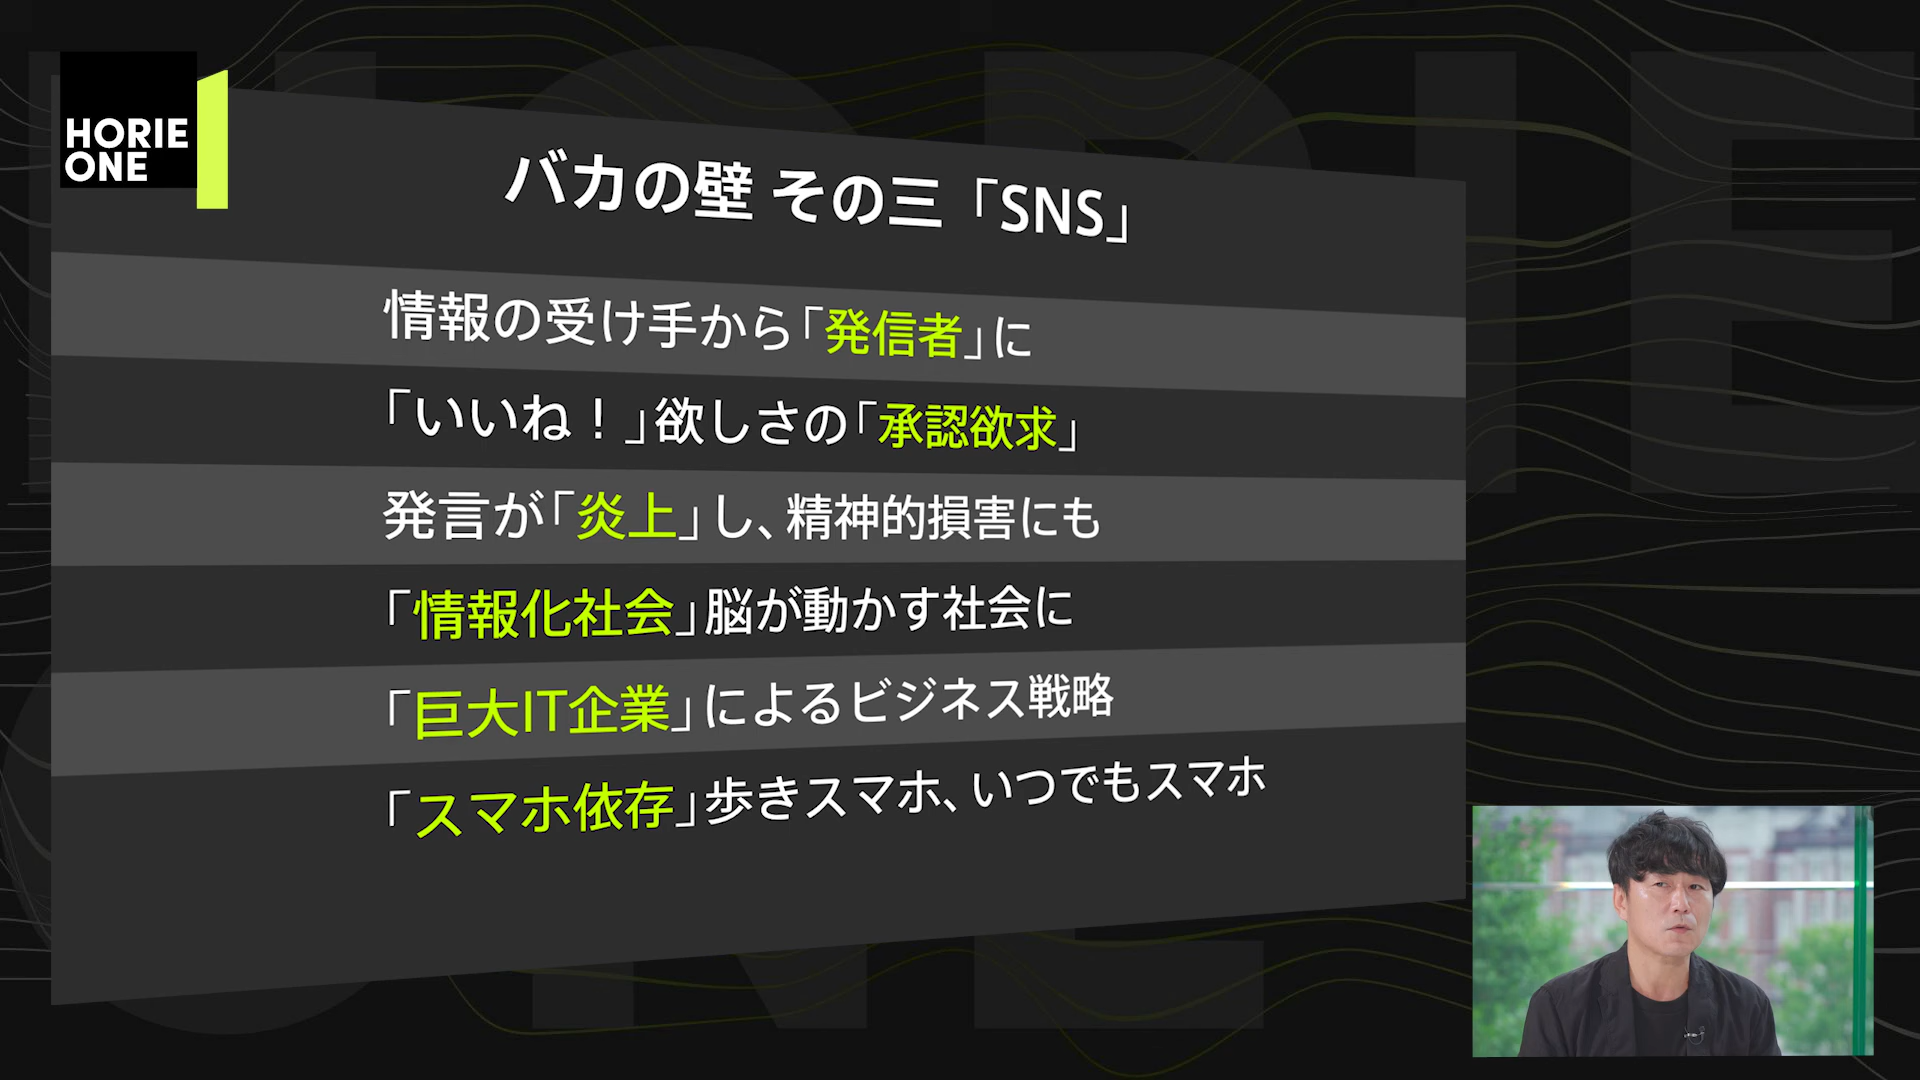 HORIE
ONE
バカの壁 その三「SNS」
情報の受け手から「発信者」に
「いいね！」欲しさの「承認欲求」
発言が「炎上」し、精神的損害にも
「情報化社会」脳が動かす社会に
「巨大IT企業」によるビジネス戦略
「スマホ依存」歩きスマホ、いつでもスマホ